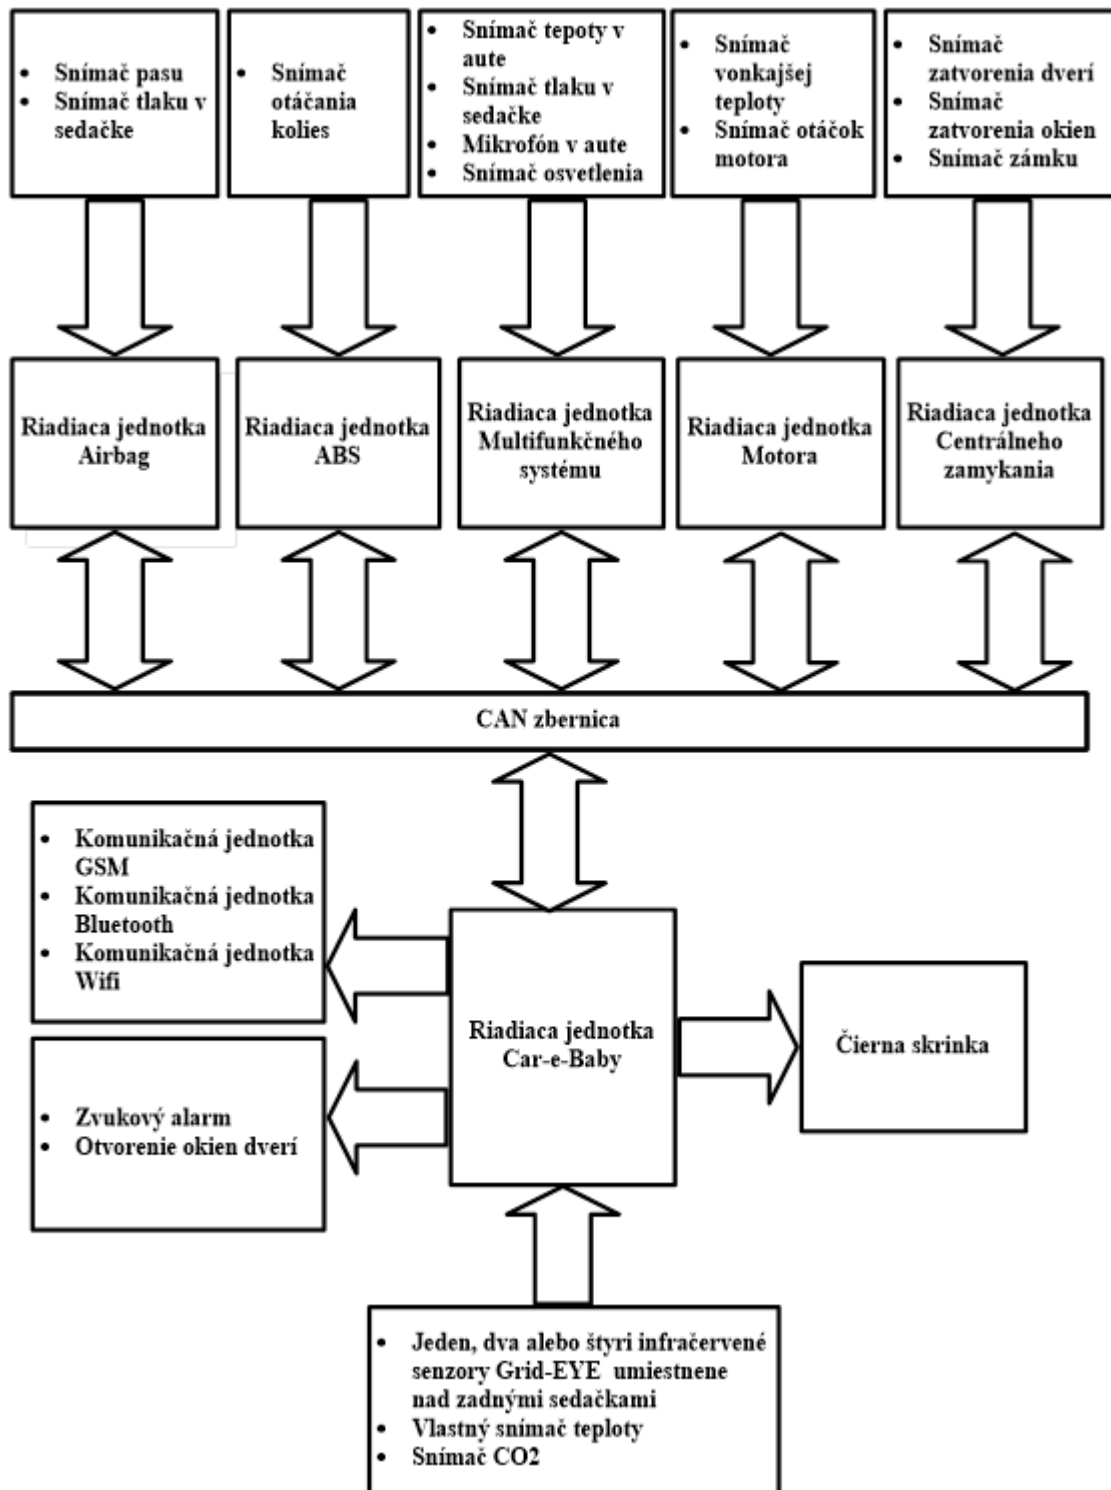 • Snímač pasu
• Snímač tlaku v
sedačke
• Snímač
otáčania
kolies
• Snímač tepoty v
aute
• Snímač tlaku v
sedačke
• Mikrofón v aute
• Snímač osvetlenia
• Snímač
vonkajšej
teploty
• Snímač otáčok
motora
• Snímač
zatvorenia dverí
• Snímač
zatvorenia okien
• Snímač zámku
Riadiaca jednotka
Airbag
Riadiaca jednotka
ABS
Riadiaca jednotka
Multifunkčného
systému
Riadiaca jednotka
Motora
Riadiaca jednotka
Centrálneho
zamykania
CAN zbernica
• Komunikačná jednotka
GSM
• Komunikačná jednotka
Bluetooth
• Komunikačná jednotka
Wifi
Riadiaca jednotka
Car-e-Baby
Čierna skrinka
• Zvukový alarm
• Otvorenie okien dverí
• Jeden, dva alebo štyri infračervené
senzory Grid-EYE umiestnene
nad zadnými sedačkami
• Vlastný snímač teploty
• Snímač CO2